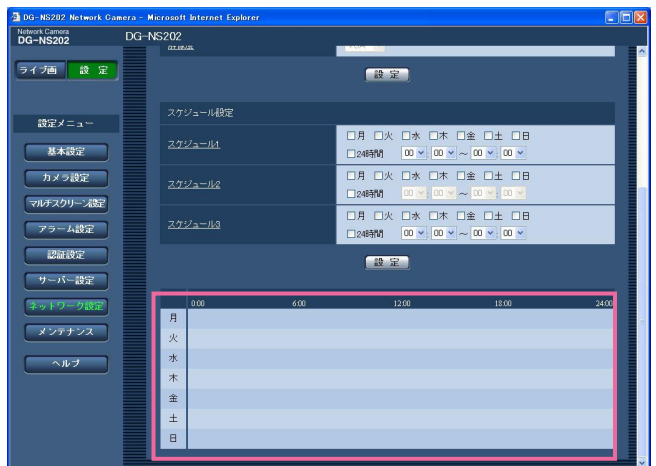 DG-NS202 Network Camera - Microsoft Internet Explorer
Network Camera
DG-NS202
DG-NS202
ライブ画 設 定
設 定
設定メニュー
基本設定
カメラ設定
マルチスクリーン設定
アラーム設定
認証設定
サーバー設定
ネットワーク設定
メンテナンス
ヘルプ
スケジュール設定
スケジュール1
月 火 水 木 金 土 日
24時間 00 : 00 ~ 00 : 00
スケジュール2
月 火 水 木 金 土 日
24時間 00 : 00 ~ 00 : 00
スケジュール3
月 火 水 木 金 土 日
24時間 00 : 00 ~ 00 : 00
設 定
0:00 6:00 12:00 18:00 24:00
月
火
水
木
金
土
日